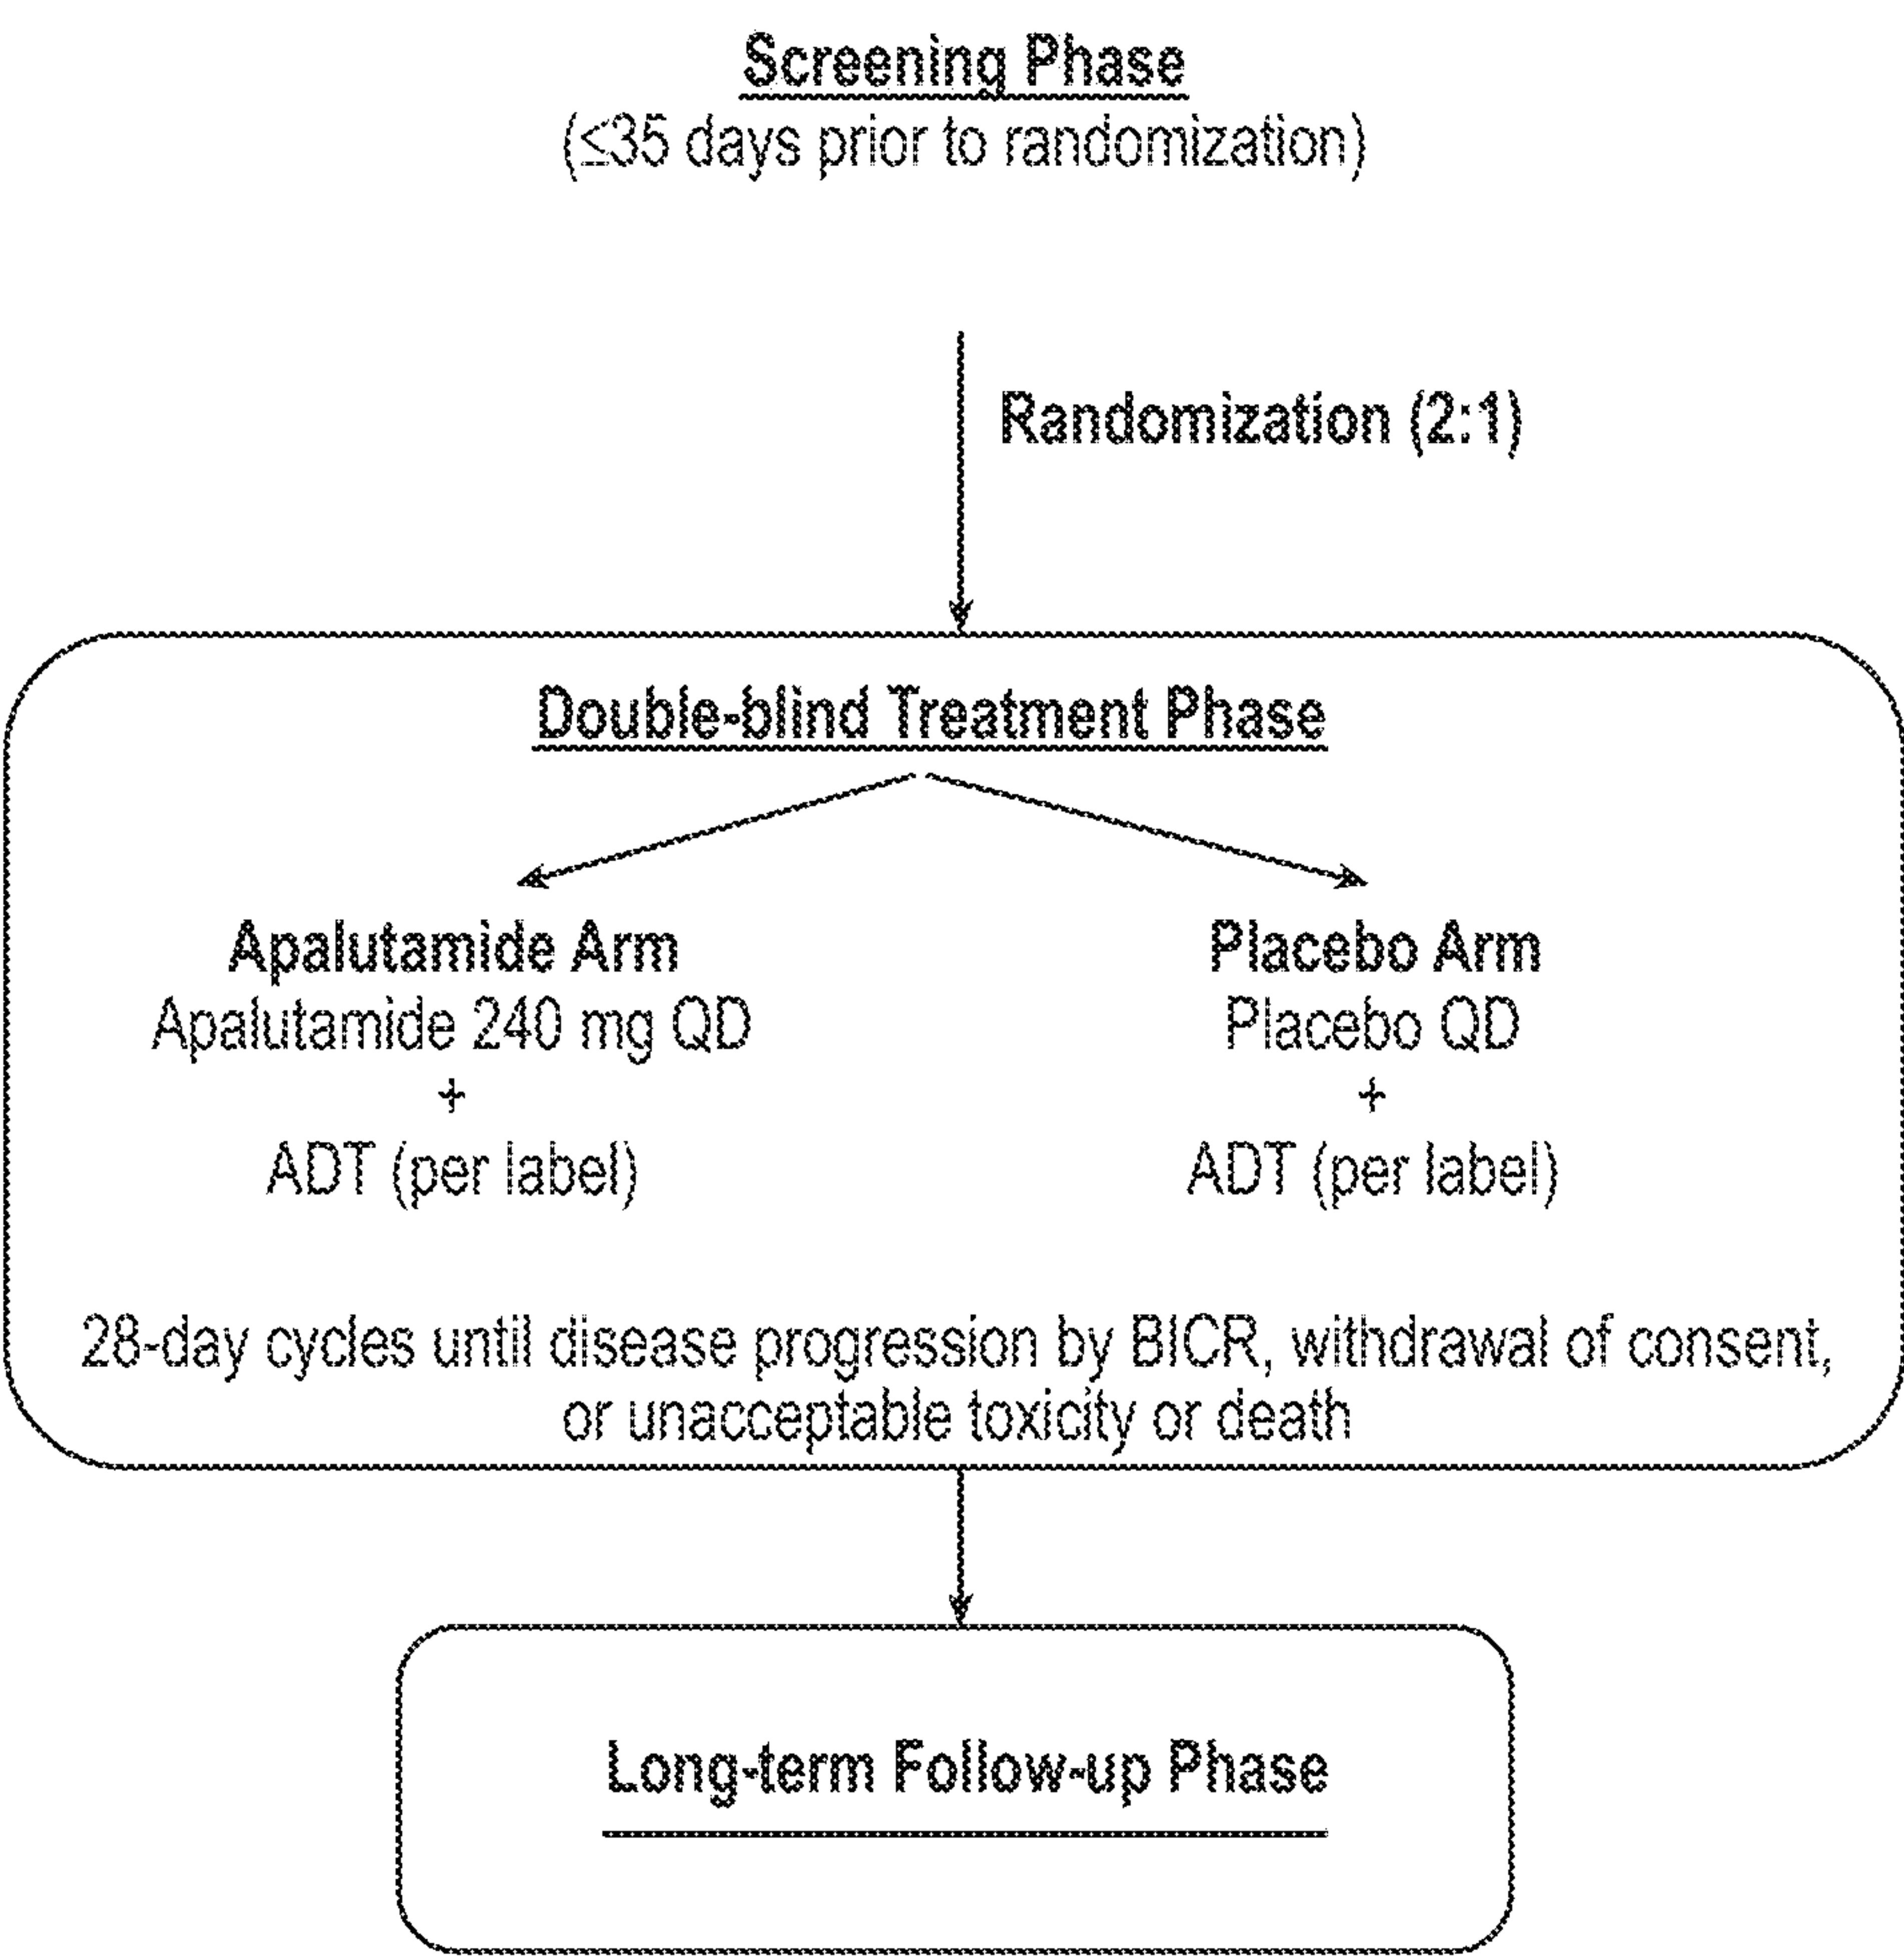 Screening Phase
(≤35 days prior to randomization)
Randomization (2:1)
Double-blind Treatment Phase
Apalutamide Arm
Apalutamide 240 mg QD
+
ADT (per label)
Placebo Arm
Placebo QD
+
ADT (per label)
28-day cycles until disease progression by BICR, withdrawal of consent,
or unacceptable toxicity or death
Long-term Follow-up Phase